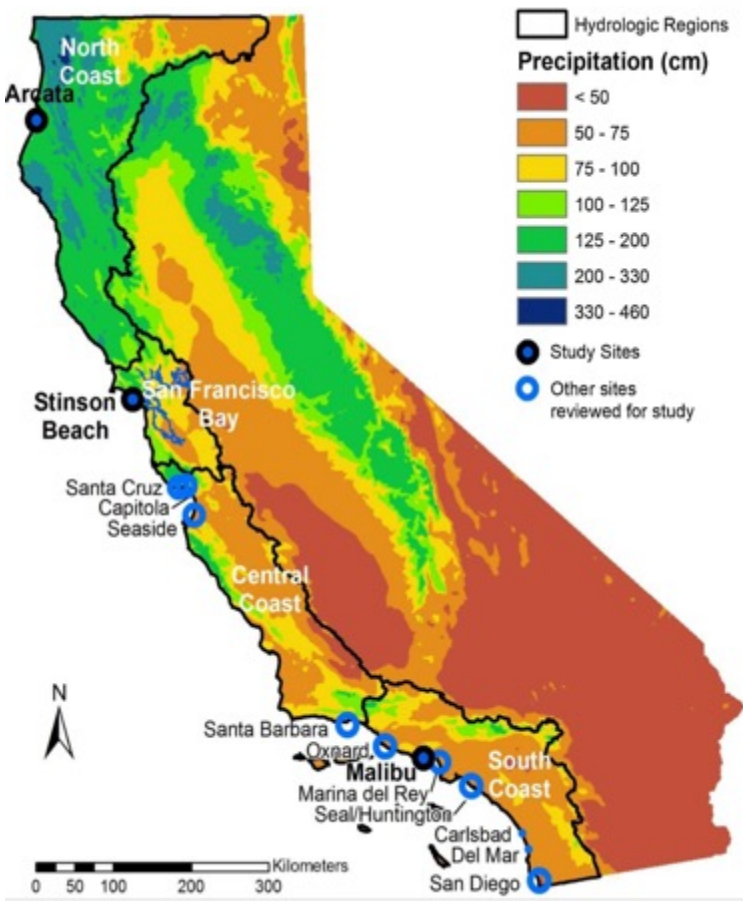 Hydrologic Regions
Precipitation (cm)
< 50
50 - 75
75 - 100
100 - 125
125 - 200
200 - 330
330 - 460
Study Sites
Other sites
reviewed for study
North
Coast
Arcata
San Francisco
Bay
Stinson
Beach
Santa Cruz
Capitola
Seaside
Central
Coast
N
Santa Barbara
Oxnard
Malibu
Marina del Rey
Seal/Huntington
South
Coast
Carlsbad
Del Mar
San Diego
Kilometers
0 25 50 100 200 300